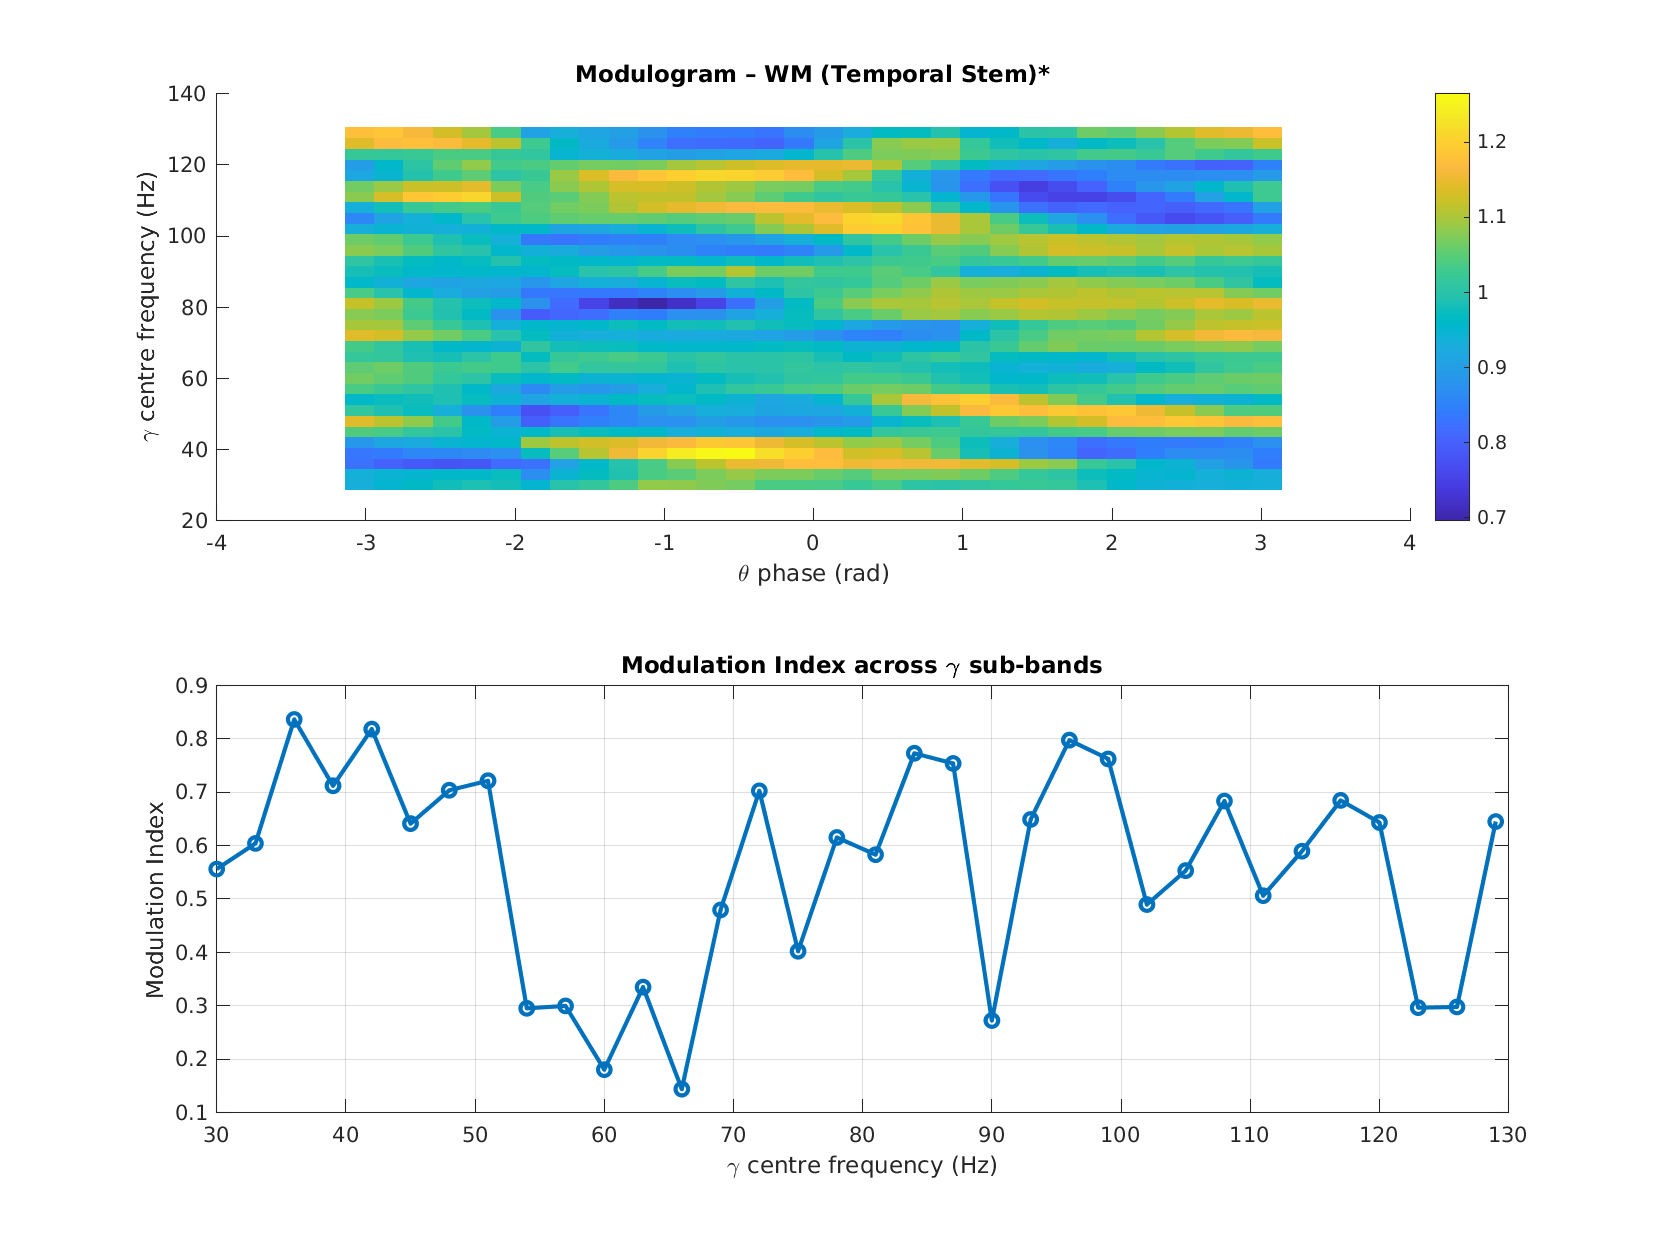 Modulogram – WM (Temporal Stem)*
140
120
100
80
60
40
20
γ centre frequency (Hz)
-4 -3 -2 -1 0 1 2 3 4
θ phase (rad)
1.2
1.1
1
0.9
0.8
0.7
Modulation Index across γ sub-bands
0.9
0.8
0.7
0.6
0.5
0.4
0.3
0.2
0.1
Modulation Index
30 40 50 60 70 80 90 100 110 120 130
γ centre frequency (Hz)